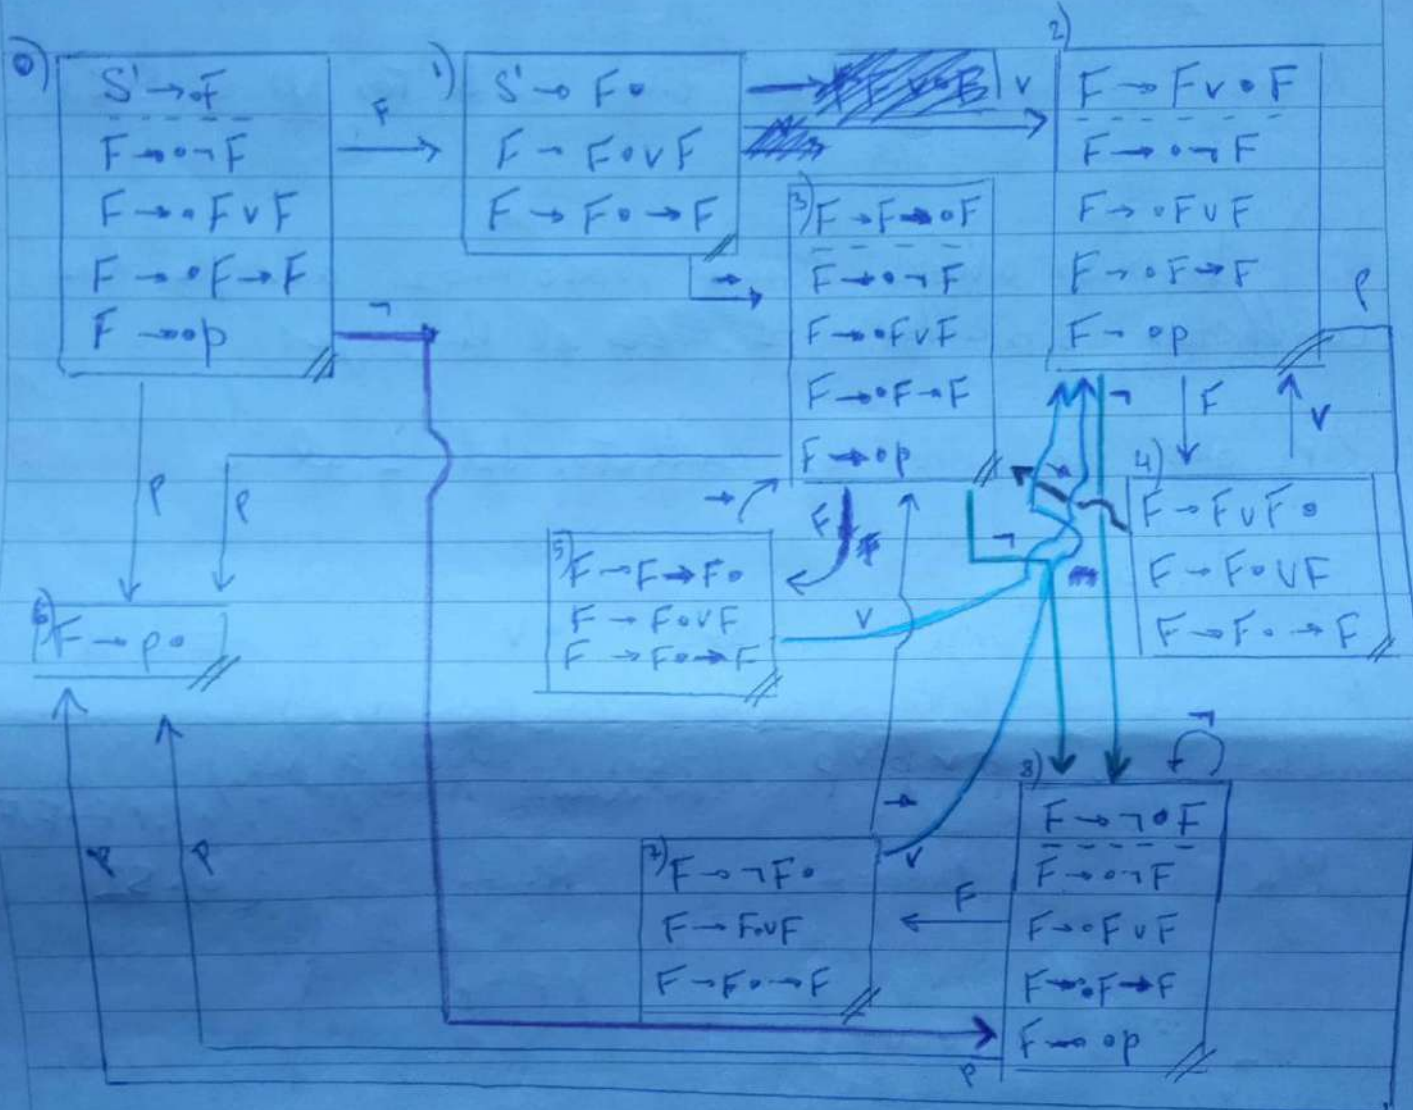 0)
S' → •F
F → •¬F
F → •F∨F
F → •F→F
F → •p
F
¬
p
p
1)
S' → F•
F → F•∨F
F → F•→F
∨
→
2)
F → F∨•F
F → •¬F
F → •F∨F
F → •F→F
F → •p
p
¬
F
∨
3)
F → F→•F
F → •¬F
F → •F∨F
F → •F→F
F → •p
F
¬
→
4)
F → F∨F•
F → F•∨F
F → F•→F
→
5)
F → F→F•
F → F•∨F
F → F•→F
∨
6)
F → p•
p
p
7)
F → ¬F•
F → F•∨F
F → F•→F
→
∨
F
8)
F → ¬•F
F → •¬F
F → •F∨F
F → •F→F
F → •p
¬
p